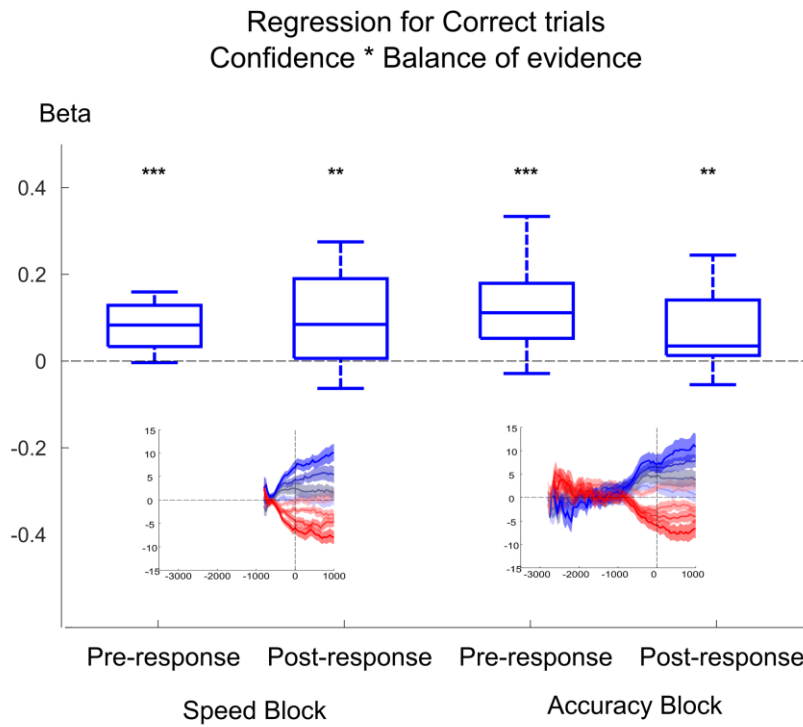 Regression for Correct trials
Confidence * Balance of evidence
Beta
*** ** *** **
0.4
0.2
0
-0.2
-0.4
15
10
5
0
-5
-10
-15
-3000 -2000 -1000 0 1000
15
10
5
0
-5
-10
-15
-3000 -2000 -1000 0 1000
Pre-response Post-response Pre-response Post-response
Speed Block Accuracy Block